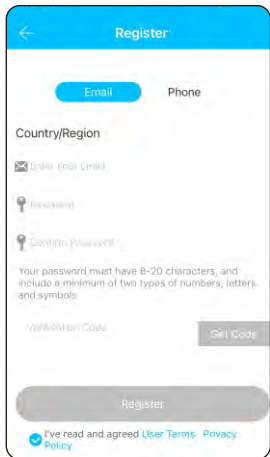 Register
Email Phone
Country/Region
Enter your Email
Password
Confirm Password
Your password must have 8-20 characters, and
include a minimum of two types of numbers, letters
and symbols
Verification Code Get Code
Register
I've read and agreed User Terms Privacy
Policy